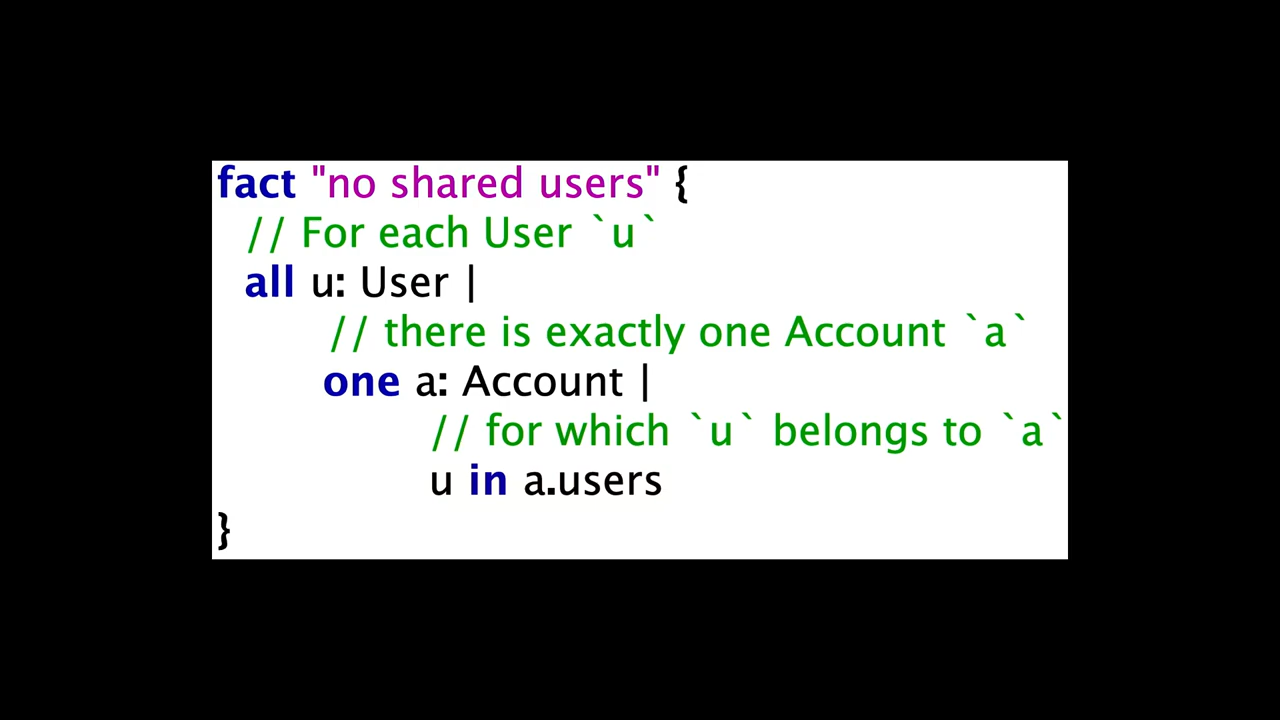 fact "no shared users" {
// For each User `u`
all u: User |
// there is exactly one Account `a`
one a: Account |
// for which `u` belongs to `a`
u in a.users
}